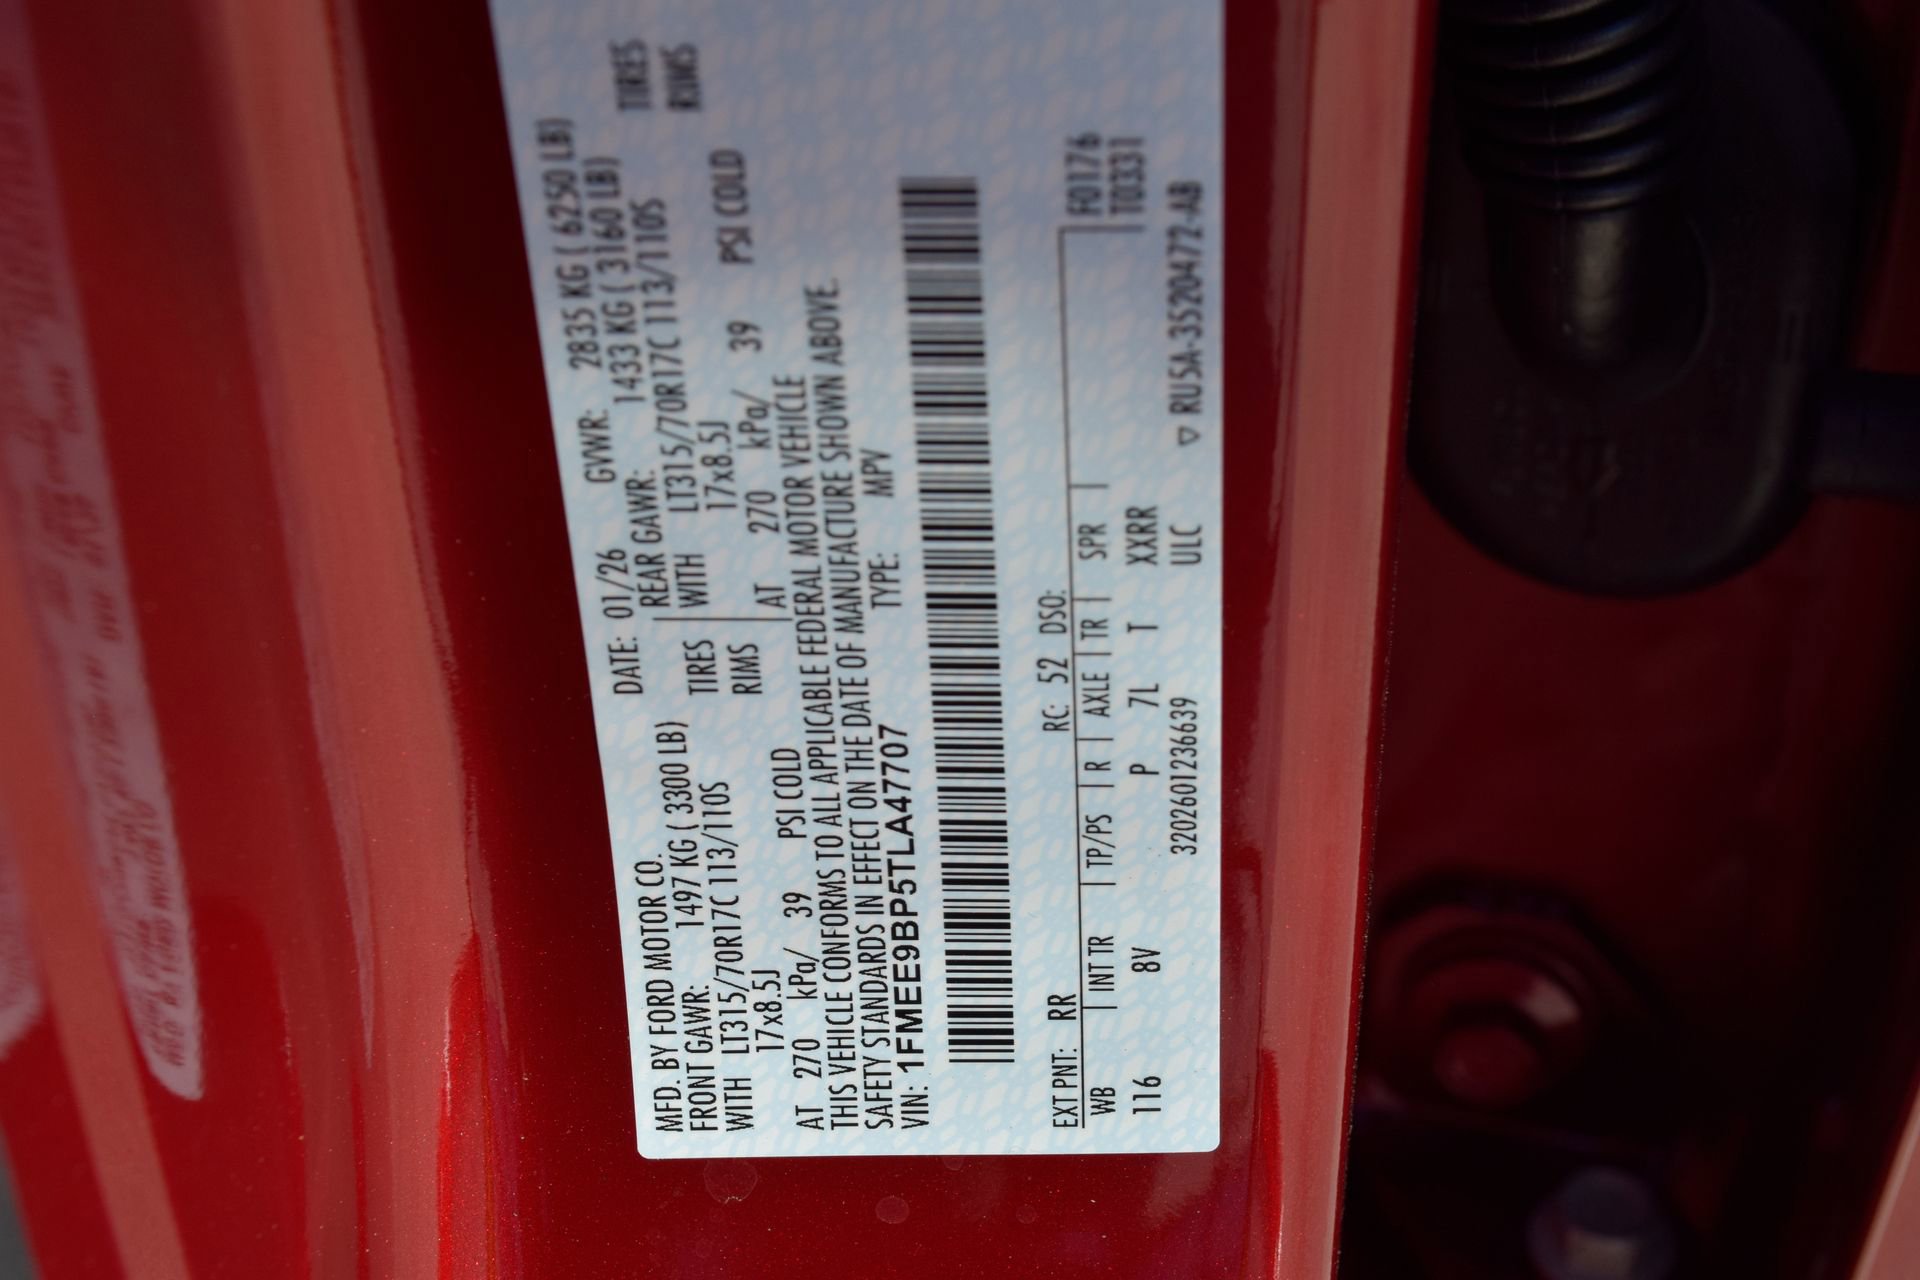 MFD. BY FORD MOTOR CO.
DATE: 01/26 GVWR: 2835 KG ( 6250 LB)
FRONT GAWR: 1497 KG ( 3300 LB)
REAR GAWR: 1433 KG ( 3160 LB)
WITH LT315/70R17C 113/110S TIRES
WITH LT315/70R17C 113/110S TIRES
17x8.5J RIMS
17x8.5J RIMS
AT 270 kPa/ 39 PSI COLD
AT 270 kPa/ 39 PSI COLD
THIS VEHICLE CONFORMS TO ALL APPLICABLE FEDERAL MOTOR VEHICLE
SAFETY STANDARDS IN EFFECT ON THE DATE OF MANUFACTURE SHOWN ABOVE.
VIN: 1FMEE9BP5TLA47707 TYPE: MPV
EXT PNT: RR RC: 52 DSO: F0176
WB INT TR TP/PS R AXLE TR SPR T0331
116 8V P 7L T XXRR
3202601236639 ULC ▽ RU5A-3520472-AB